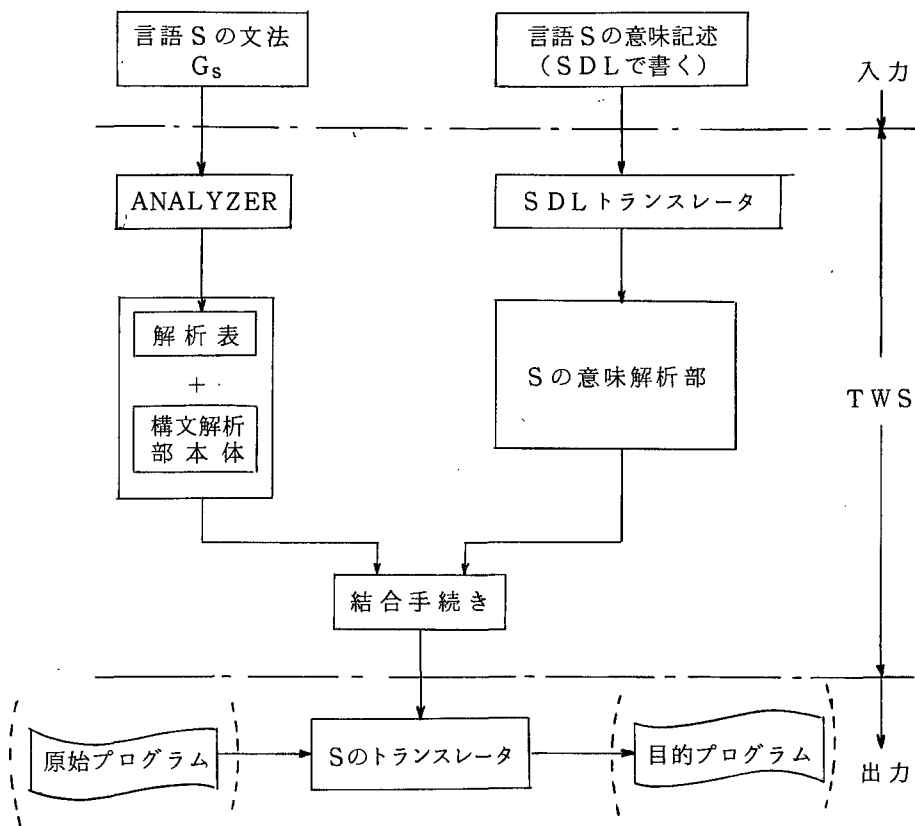 言語Sの文法
Gs
言語Sの意味記述
(SDLで書く)
入力
ANALYZER
SDLトランスレータ
解析表
+
構文解析
部本体
Sの意味解析部
TWS
結合手続き
原始プログラム
Sのトランスレータ
目的プログラム
出力